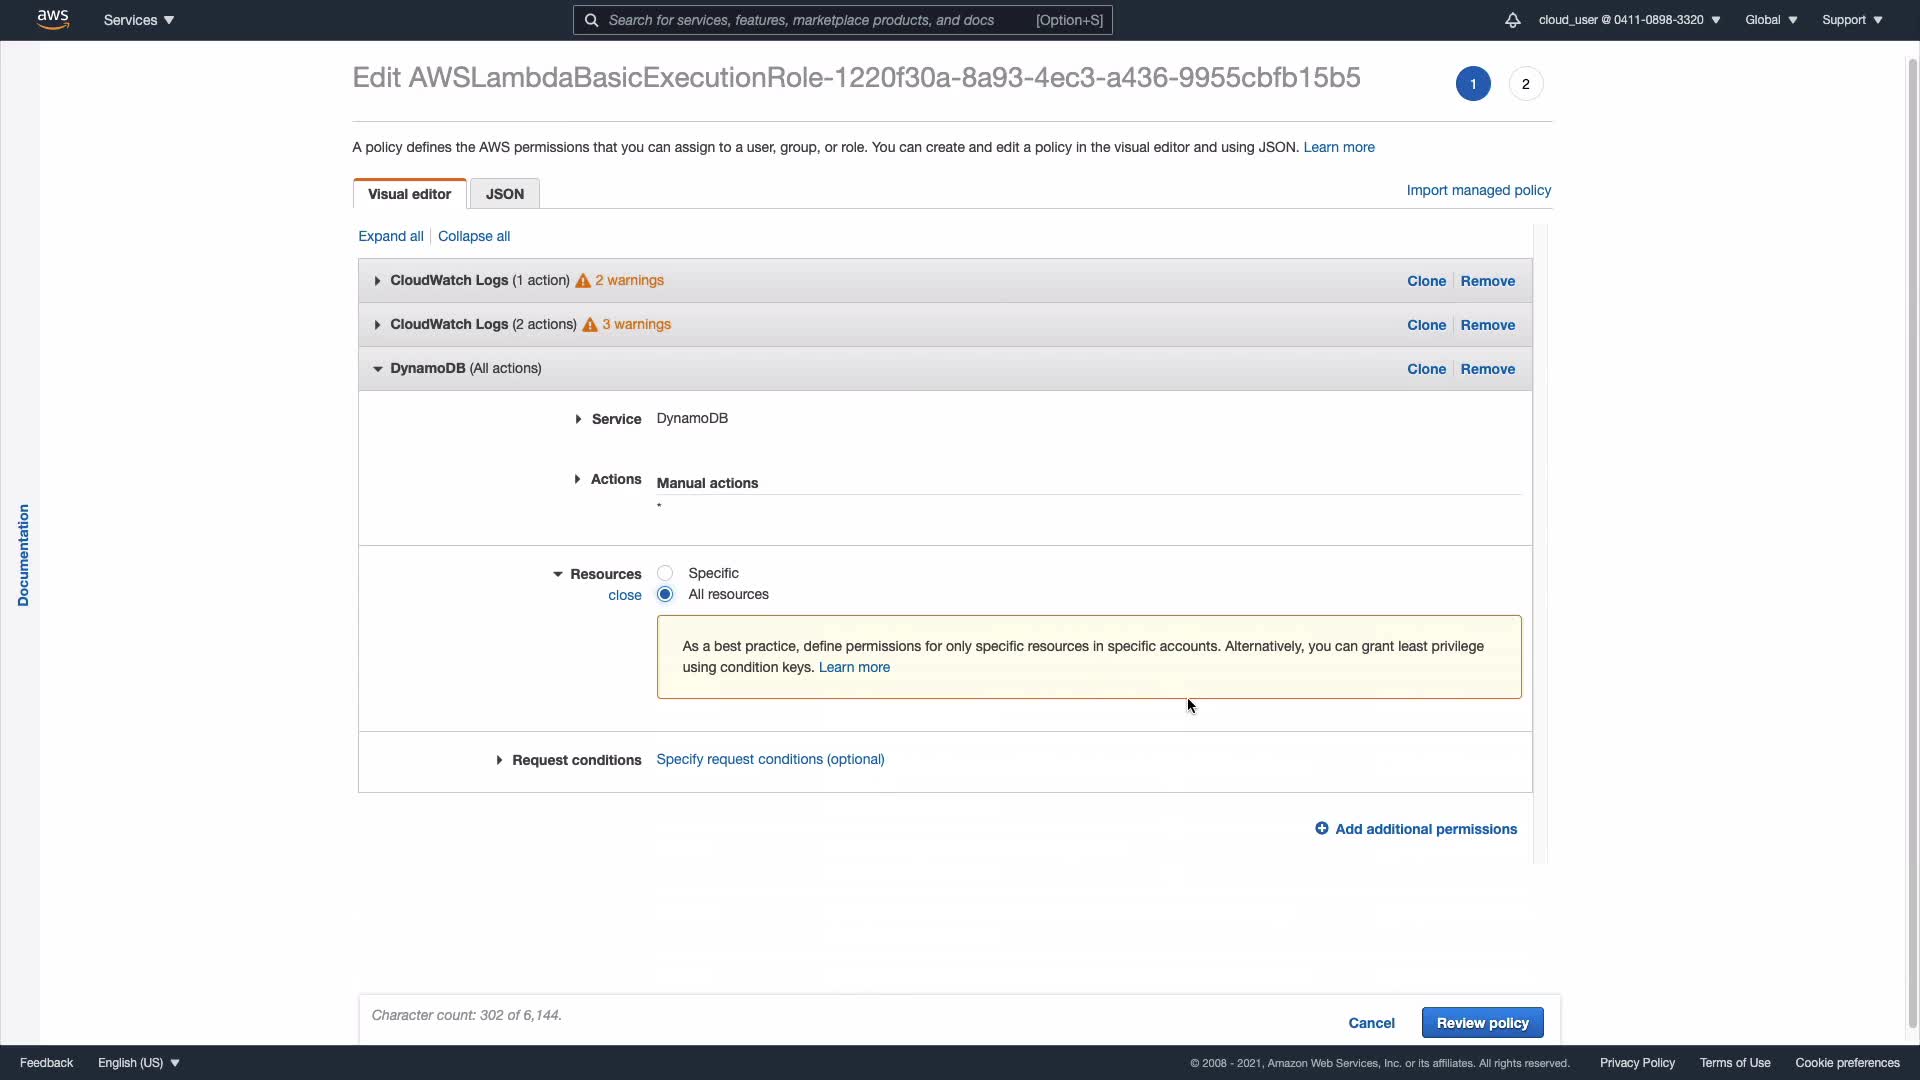 aws
Services
Search for services, features, marketplace products, and docs [Option+S]
cloud_user @ 0411-0898-3320
Global
Support
Edit AWSLambdaBasicExecutionRole-1220f30a-8a93-4ec3-a436-9955cbfb15b5
1
2
A policy defines the AWS permissions that you can assign to a user, group, or role. You can create and edit a policy in the visual editor and using JSON. Learn more
Visual editor
JSON
Import managed policy
Expand all
Collapse all
CloudWatch Logs (1 action) 2 warnings
Clone
Remove
CloudWatch Logs (2 actions) 3 warnings
Clone
Remove
DynamoDB (All actions)
Clone
Remove
Service
DynamoDB
Actions
Manual actions
*
Documentation
Resources
close
Specific
All resources
As a best practice, define permissions for only specific resources in specific accounts. Alternatively, you can grant least privilege
using condition keys. Learn more
Request conditions
Specify request conditions (optional)
Add additional permissions
Character count: 302 of 6,144.
Cancel
Review policy
Feedback
English (US)
© 2008 - 2021, Amazon Web Services, Inc. or its affiliates. All rights reserved.
Privacy Policy
Terms of Use
Cookie preferences